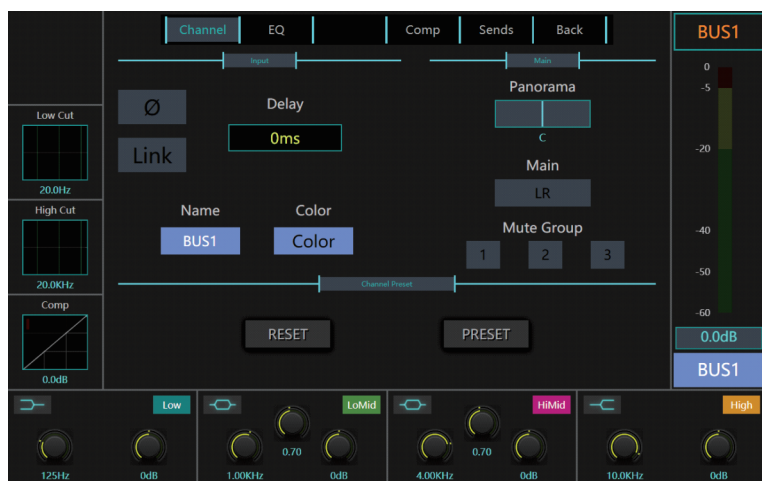 Channel EQ Comp Sends Back
BUS1
Input
Main
Ø
Link
Delay
0ms
Panorama
C
Main
LR
Name
BUS1
Color
Color
Mute Group
1 2 3
Channel Preset
RESET
PRESET
Low Cut
20.0Hz
High Cut
20.0KHz
Comp
0.0dB
0
-5
-20
-40
-50
-60
0.0dB
BUS1
Low
125Hz
0dB
LoMid
0.70
1.00KHz
0dB
HiMid
0.70
4.00KHz
0dB
High
10.0KHz
0dB